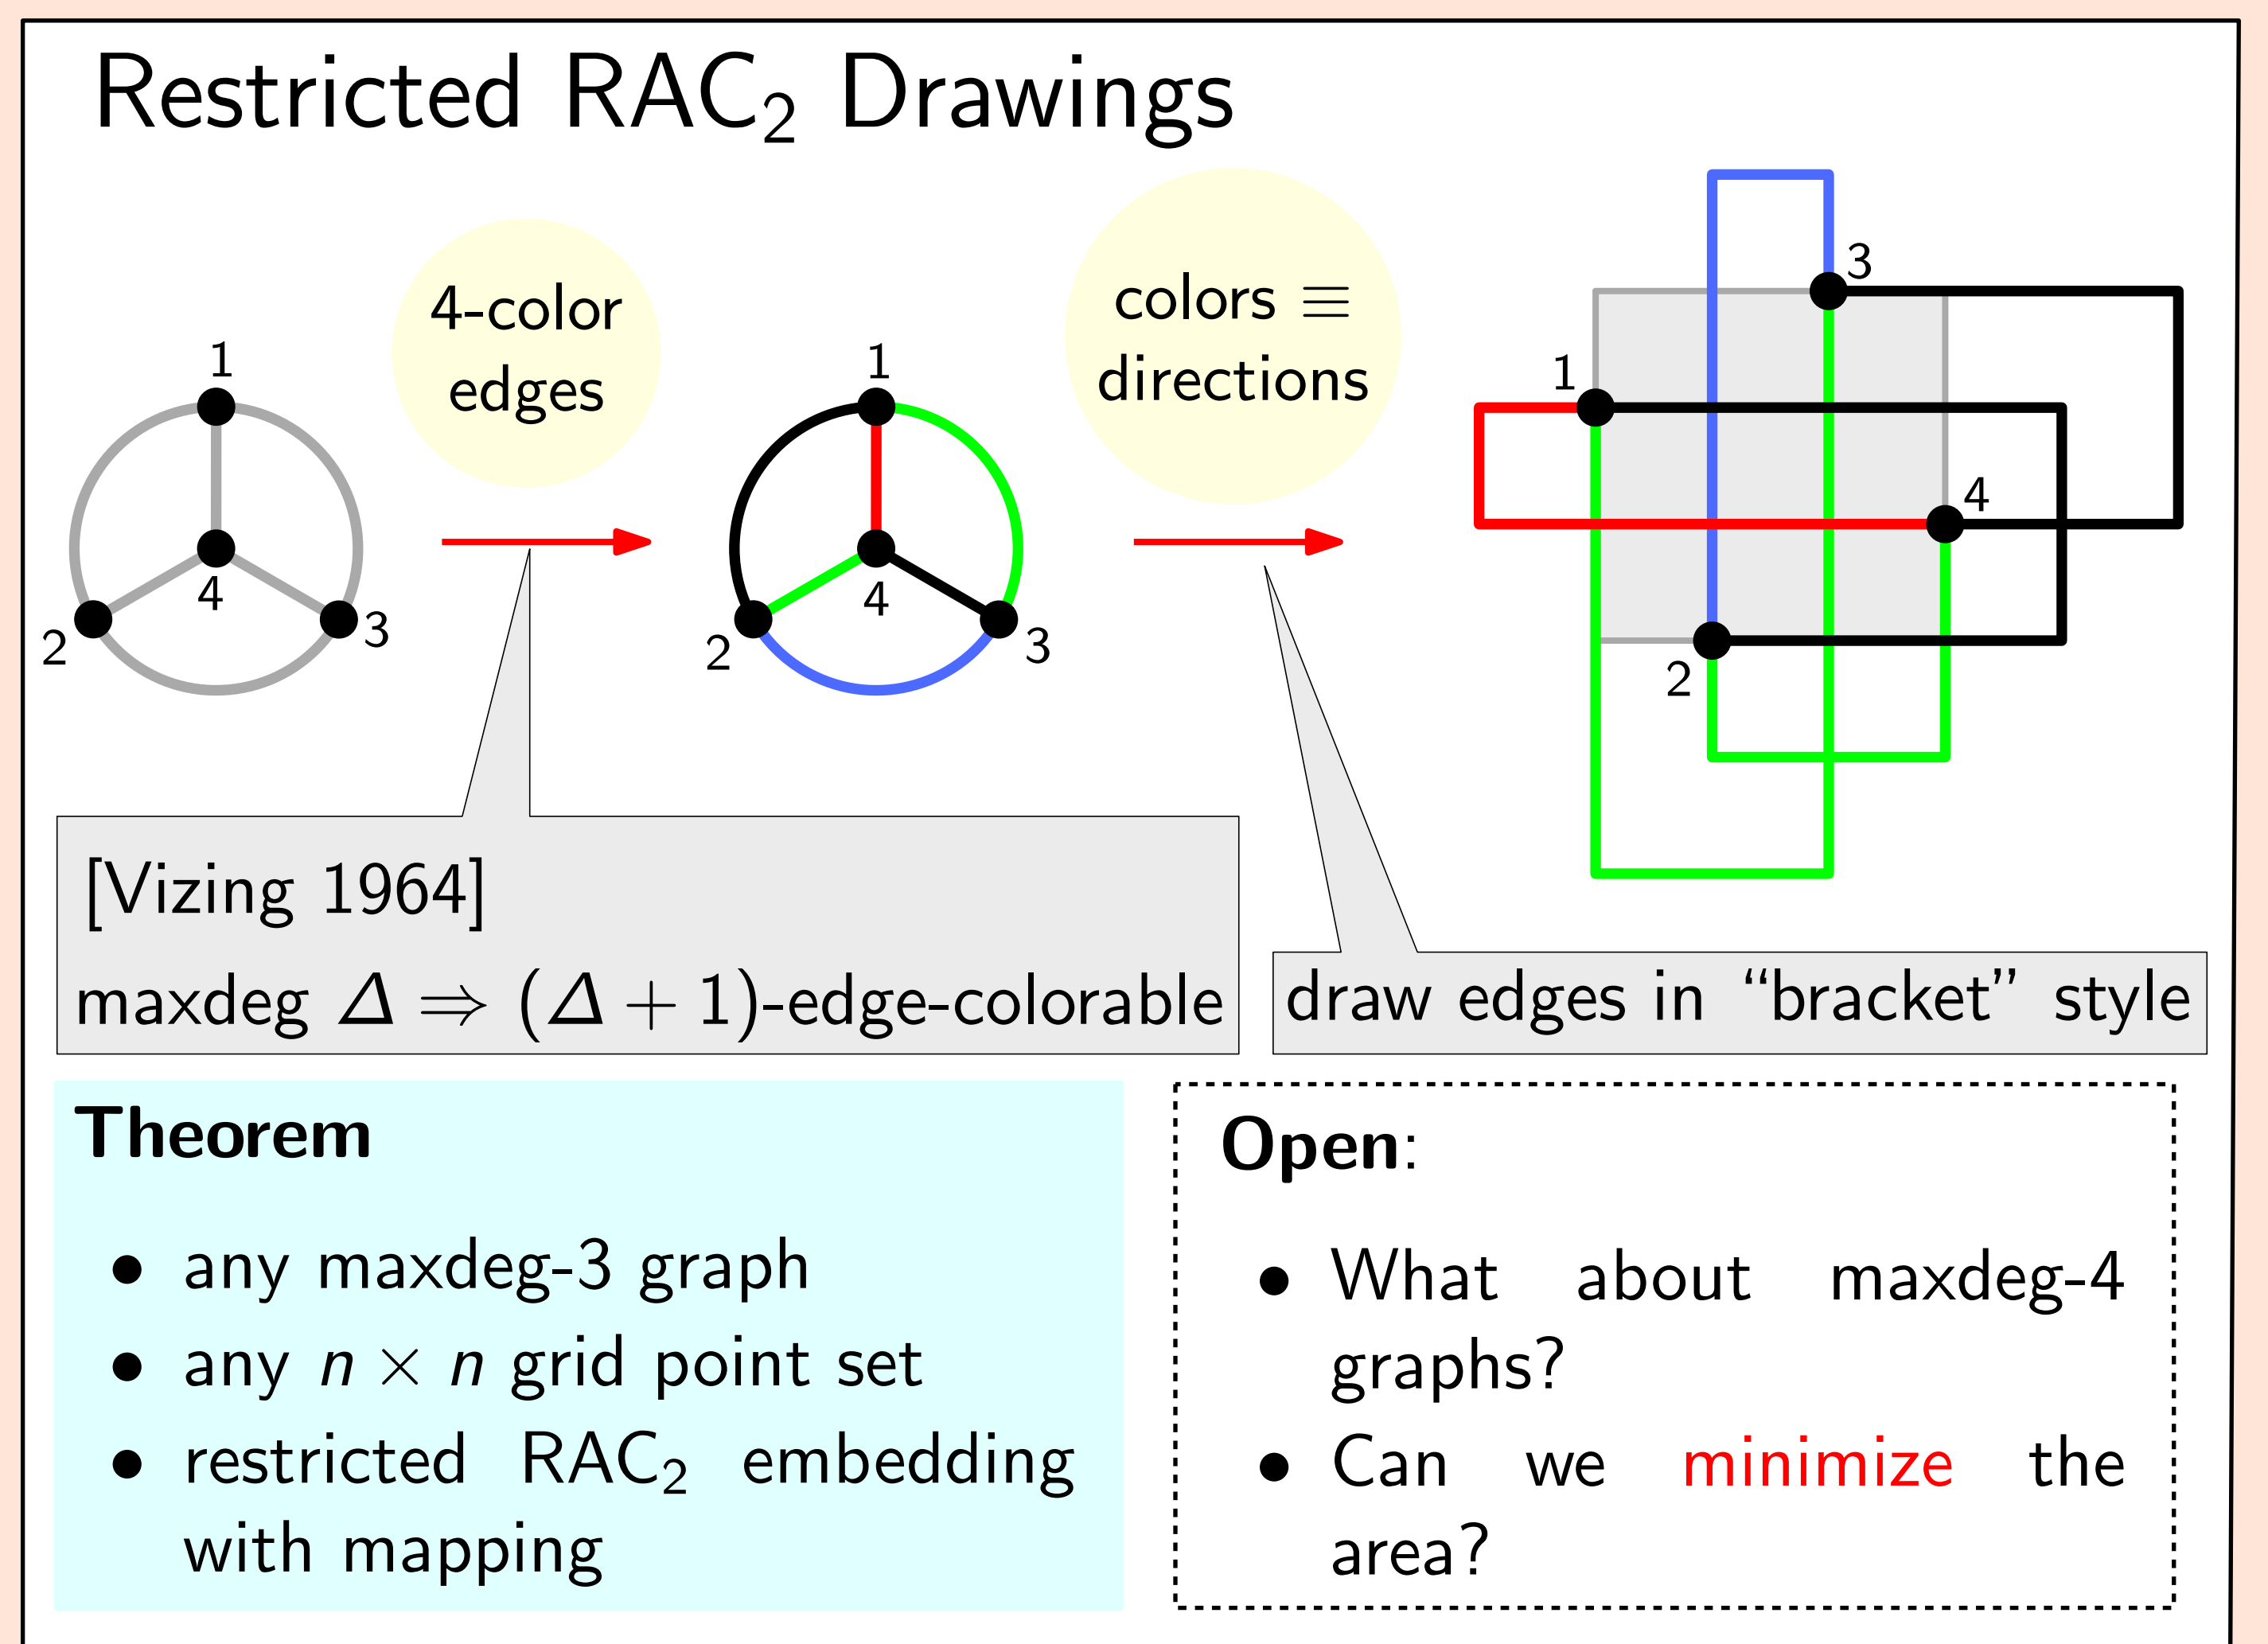 Restricted RAC₂ Drawings
4-color
edges
colors ≡
directions
1
2
3
4
1
2
3
4
1
2
3
4
[Vizing 1964]
maxdeg Δ ⇒ (Δ + 1)-edge-colorable
draw edges in “bracket” style
Theorem
• any maxdeg-3 graph
• any n × n grid point set
• restricted RAC₂ embedding
with mapping
Open:
• What about maxdeg-4
graphs?
• Can we minimize the
area?